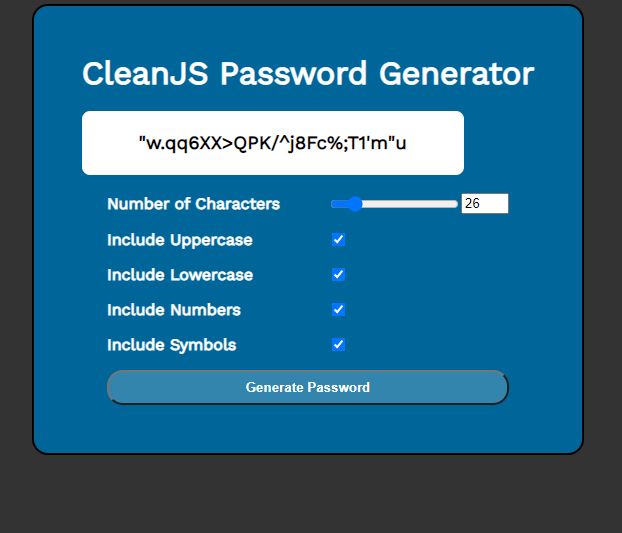 CleanJS Password Generator
"w.qq6XX>QPK/^j8Fc%;T1'm"u
Number of Characters 26
Include Uppercase
Include Lowercase
Include Numbers
Include Symbols
Generate Password